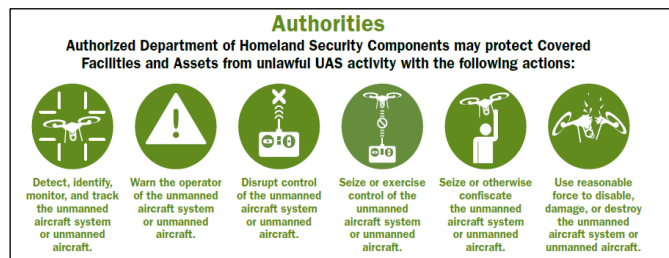 Authorities
Authorized Department of Homeland Security Components may protect Covered
Facilities and Assets from unlawful UAS activity with the following actions:
Detect, identify,
monitor, and track
the unmanned
aircraft system
or unmanned
aircraft.
Warn the operator
of the unmanned
aircraft system
or unmanned
aircraft.
Disrupt control
of the unmanned
aircraft system
or unmanned
aircraft.
Seize or exercise
control of the
unmanned
aircraft system
or unmanned
aircraft.
Seize or otherwise
confiscate
the unmanned
aircraft system
or unmanned
aircraft.
Use reasonable
force to disable,
damage, or destroy
the unmanned
aircraft system or
unmanned aircraft.